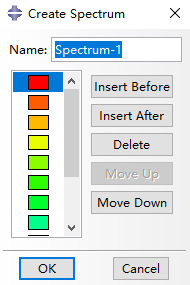 Create Spectrum
Name: Spectrum-1
Insert Before
Insert After
Delete
Move Up
Move Down
OK
Cancel